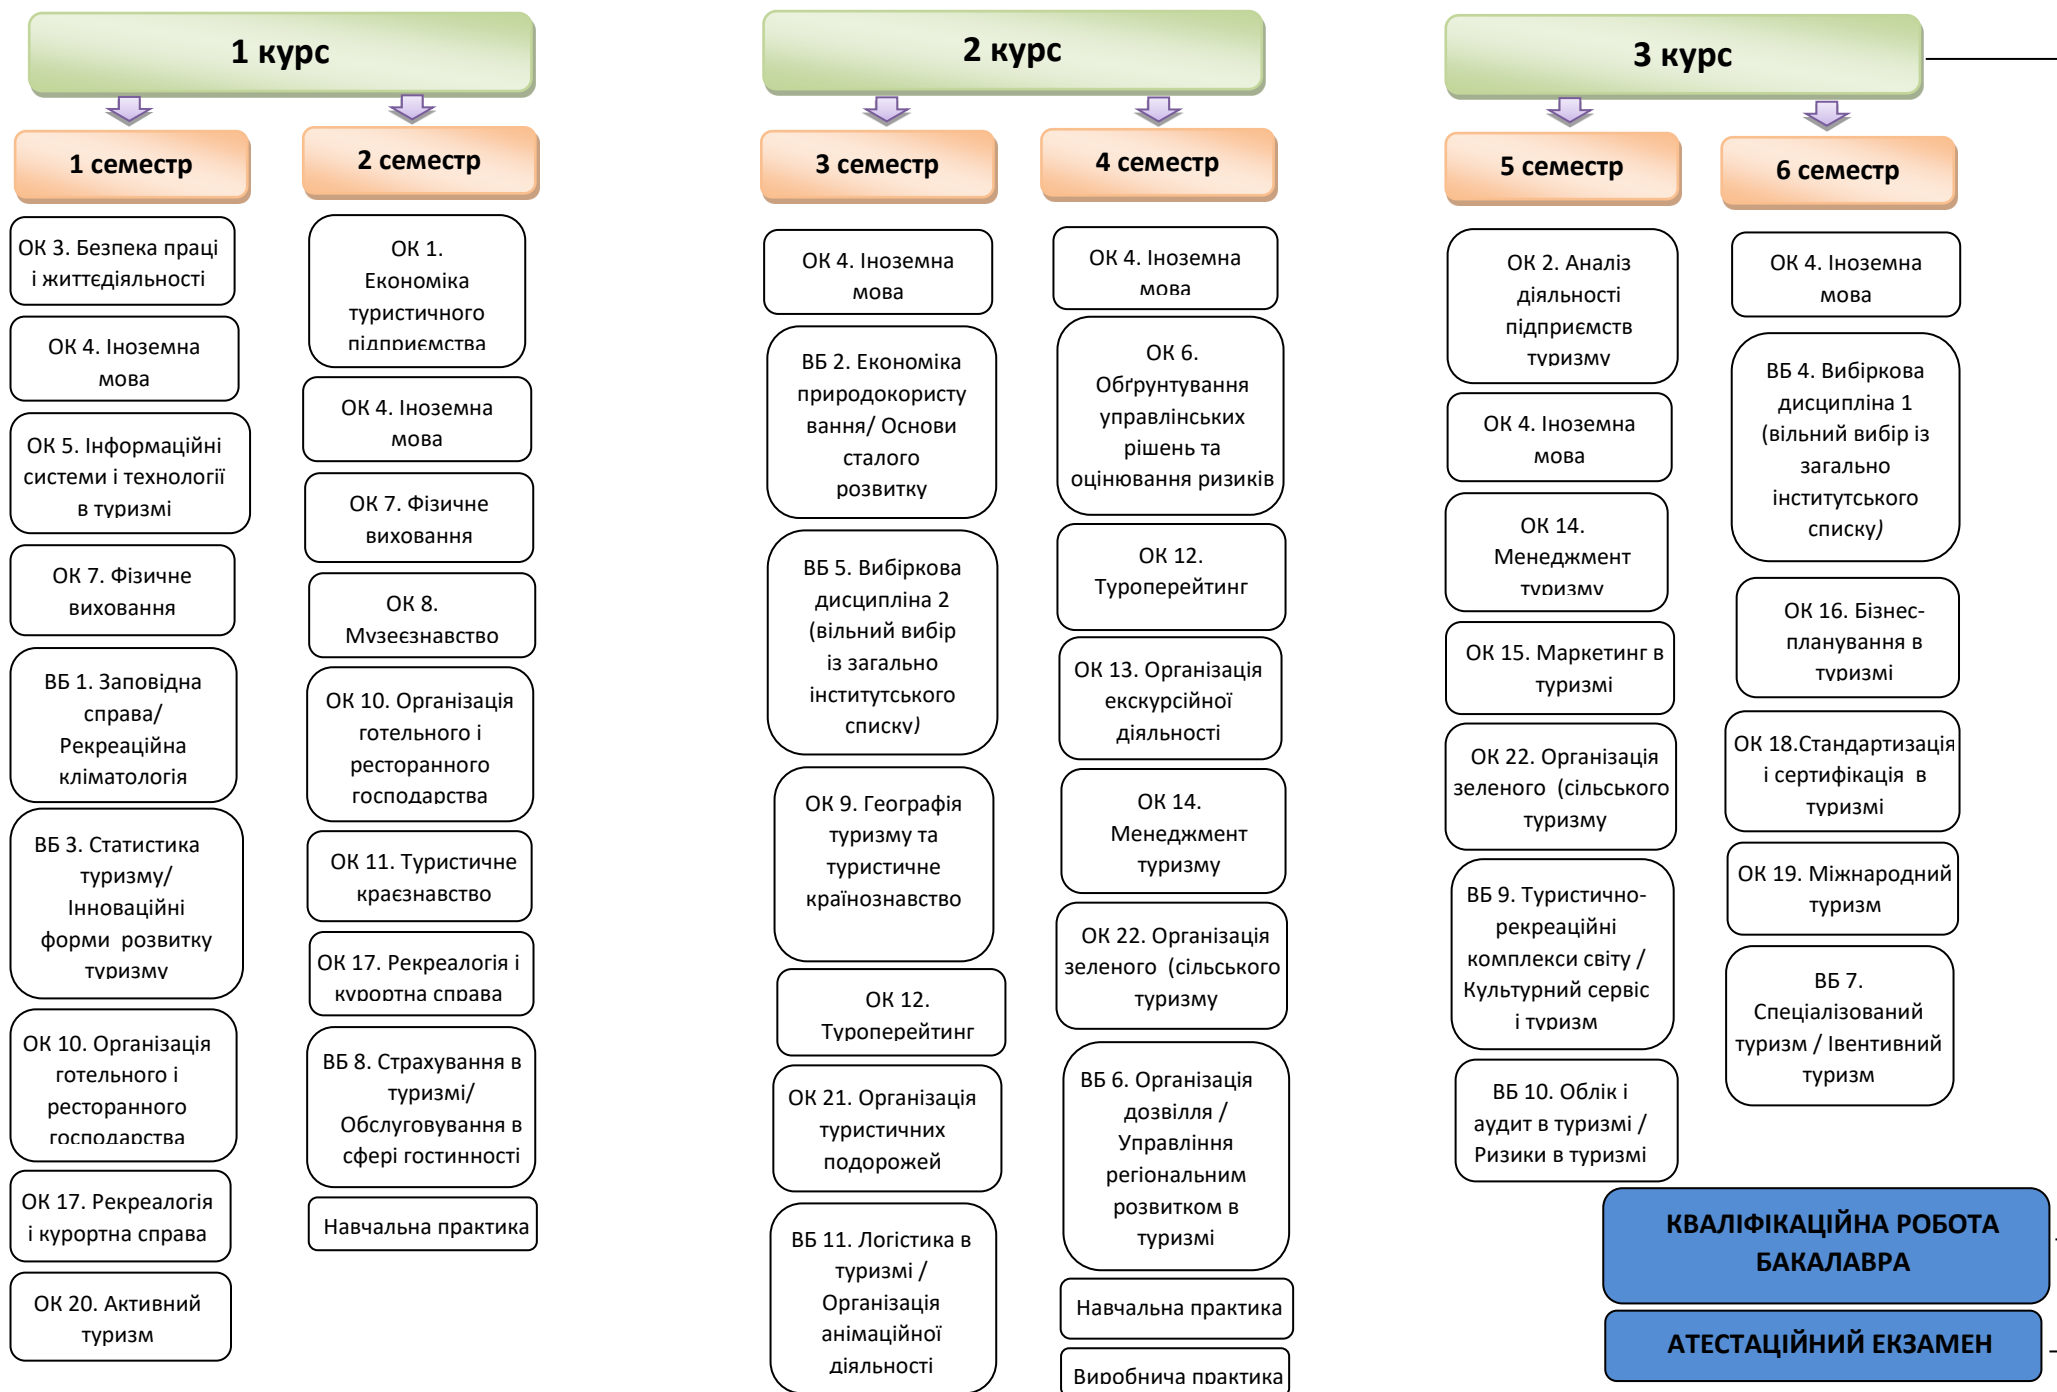 1 курс
1 семестр
ОК 3. Безпека праці
і життєдіяльності
ОК 4. Іноземна
мова
ОК 5. Інформаційні
системи і технології
в туризмі
ОК 7. Фізичне
виховання
ВБ 1. Заповідна
справа/
Рекреаційна
кліматологія
ВБ 3. Статистика
туризму/
Інноваційні
форми розвитку
туризму
ОК 10. Організація
готельного і
ресторанного
господарства
ОК 17. Рекреалогія
і курортна справа
ОК 20. Активний
туризм
2 семестр
ОК 1.
Економіка
туристичного
підприємства
ОК 4. Іноземна
мова
ОК 7. Фізичне
виховання
ОК 8.
Музеєзнавство
ОК 10. Організація
готельного і
ресторанного
господарства
ОК 11. Туристичне
краєзнавство
ОК 17. Рекреалогія і
курортна справа
ВБ 8. Страхування в
туризмі/
Обслуговування в
сфері гостинності
Навчальна практика
2 курс
3 семестр
ОК 4. Іноземна
мова
ВБ 2. Економіка
природокористу
вання/ Основи
сталого
розвитку
ВБ 5. Вибіркова
дисципліна 2
(вільний вибір
із загально
інститутського
списку)
ОК 9. Географія
туризму та
туристичне
країнознавство
ОК 12.
Туроперейтинг
ОК 21. Організація
туристичних
подорожей
ВБ 11. Логістика в
туризмі /
Організація
анімаційної
діяльності
4 семестр
ОК 4. Іноземна
мова
ОК 6.
Обґрунтування
управлінських
рішень та
оцінювання ризиків
ОК 12.
Туроперейтинг
ОК 13. Організація
екскурсійної
діяльності
ОК 14.
Менеджмент
туризму
ОК 22. Організація
зеленого (сільського
туризму
ВБ 6. Організація
дозвілля /
Управління
регіональним
розвитком в
туризмі
Навчальна практика
Виробнича практика
3 курс
5 семестр
ОК 2. Аналіз
діяльності
підприємств
туризму
ОК 4. Іноземна
мова
ОК 14.
Менеджмент
туризму
ОК 15. Маркетинг в
туризмі
ОК 22. Організація
зеленого (сільського
туризму
ВБ 9. Туристично-
рекреаційні
комплекси світу /
Культурний сервіс
і туризм
ВБ 10. Облік і
аудит в туризмі /
Ризики в туризмі
6 семестр
ОК 4. Іноземна
мова
ВБ 4. Вибіркова
дисципліна 1
(вільний вибір із
загально
інститутського
списку)
ОК 16. Бізнес-
планування в
туризмі
ОК 18.Стандартизація
і сертифікація в
туризмі
ОК 19. Міжнародний
туризм
ВБ 7.
Спеціалізований
туризм / Івентивний
туризм
КВАЛІФІКАЦІЙНА РОБОТА
БАКАЛАВРА
АТЕСТАЦІЙНИЙ ЕКЗАМЕН